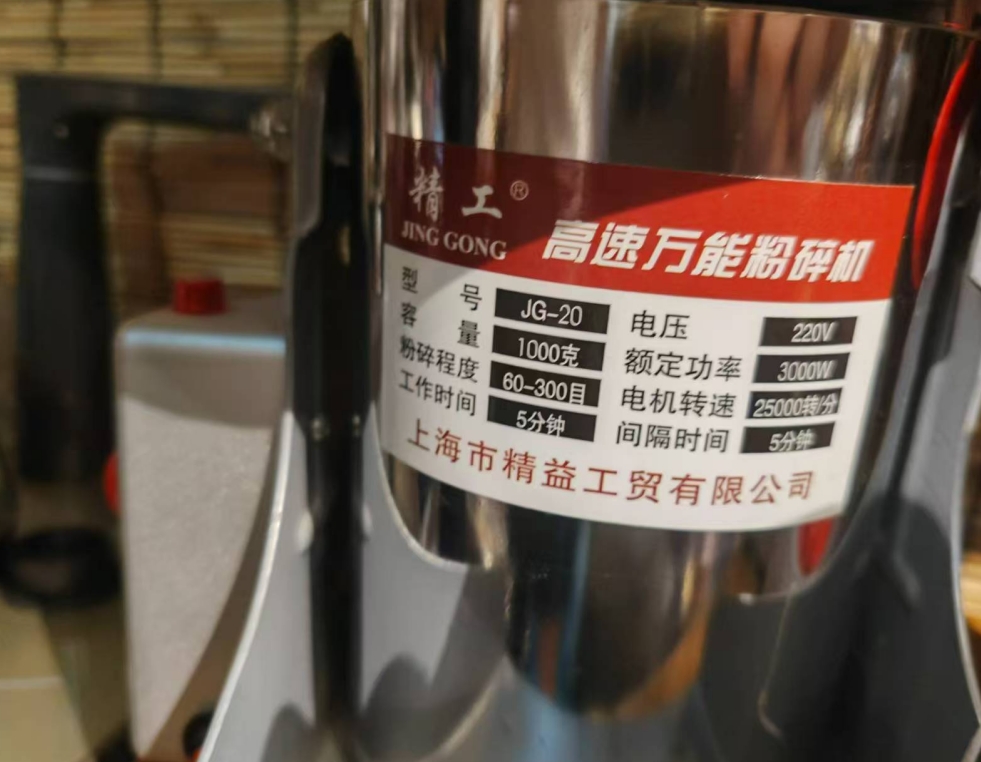 精工®
JING GONG
高速万能粉碎机
型号 JG-20 电压 220V
容量 1000克 额定功率 3000W
粉碎程度 60-300目 电机转速 25000转/分
工作时间 5分钟 间隔时间 5分钟
上海市精益工贸有限公司